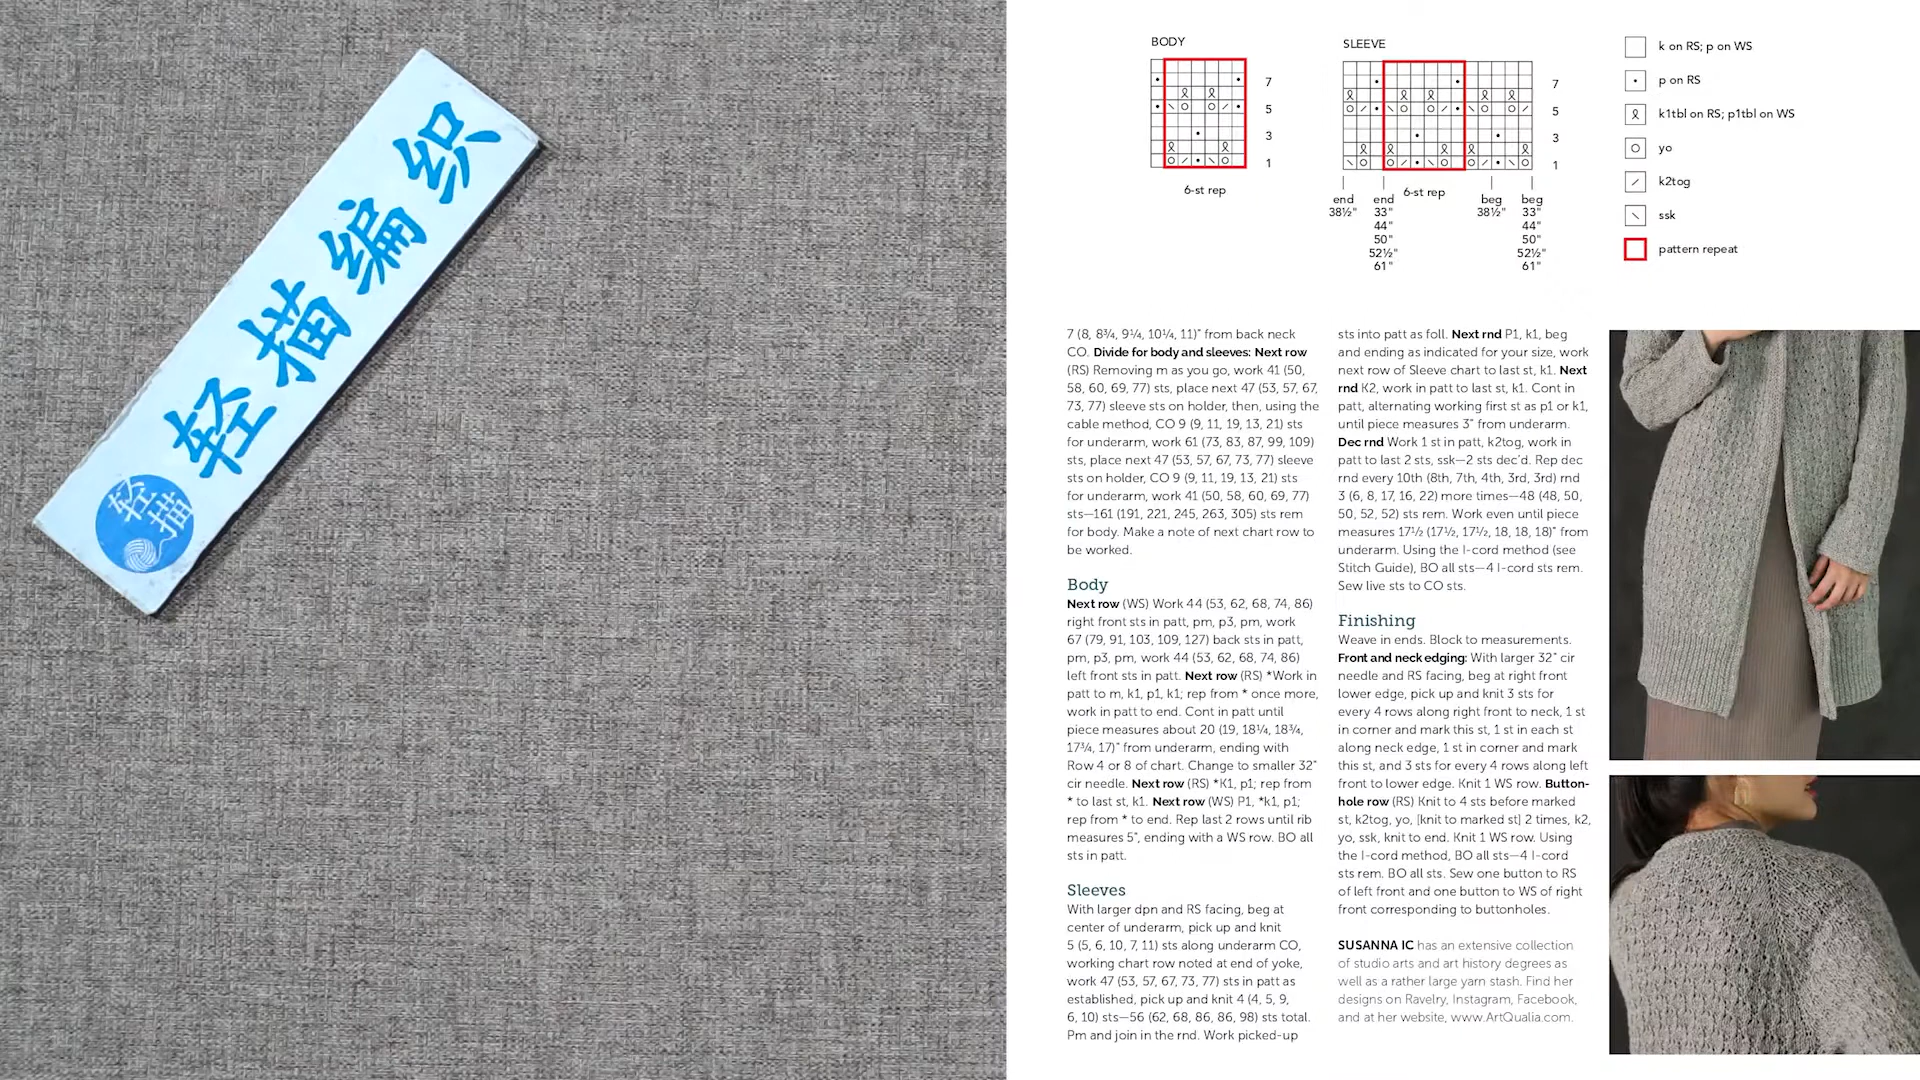 轻描编织
轻描
BODY
7
5
3
1
6-st rep
SLEEVE
7
5
3
1
end
38½"
end
33"
44"
50"
52½"
61"
6-st rep
beg
38½"
beg
33"
44"
50"
52½"
61"
k on RS; p on WS
p on RS
k1tbl on RS; p1tbl on WS
yo
k2tog
ssk
pattern repeat
7 (8, 8¾, 9¼, 10¼, 11)" from back neck
CO. Divide for body and sleeves: Next row
(RS) Removing m as you go, work 41 (50,
58, 60, 69, 77) sts, place next 47 (53, 57, 67,
73, 77) sleeve sts on holder, then, using the
cable method, CO 9 (9, 11, 19, 13, 21) sts
for underarm, work 61 (73, 83, 87, 99, 109)
sts, place next 47 (53, 57, 67, 73, 77) sleeve
sts on holder, CO 9 (9, 11, 19, 13, 21) sts
for underarm, work 41 (50, 58, 60, 69, 77)
sts—161 (191, 221, 245, 263, 305) sts rem
for body. Make a note of next chart row to
be worked.
Body
Next row (WS) Work 44 (53, 62, 68, 74, 86)
right front sts in patt, pm, p3, pm, work
67 (79, 91, 103, 109, 127) back sts in patt,
pm, p3, pm, work 44 (53, 62, 68, 74, 86)
left front sts in patt. Next row (RS) *Work in
patt to m, k1, p1, k1; rep from * once more,
work in patt to end. Cont in patt until
piece measures about 20 (19, 18¼, 18¾,
17¾, 17)" from underarm, ending with
Row 4 or 8 of chart. Change to smaller 32"
cir needle. Next row (RS) *K1, p1; rep from
* to last st, k1. Next row (WS) P1, *k1, p1;
rep from * to end. Rep last 2 rows until rib
measures 5", ending with a WS row. BO all
sts in patt.
Sleeves
With larger dpn and RS facing, beg at
center of underarm, pick up and knit
5 (5, 6, 10, 7, 11) sts along underarm CO,
working chart row noted at end of yoke,
work 47 (53, 57, 67, 73, 77) sts in patt as
established, pick up and knit 4 (4, 5, 9,
6, 10) sts—56 (62, 68, 86, 86, 98) sts total.
Pm and join in the rnd. Work picked-up
sts into patt as foll. Next rnd P1, k1, beg
and ending as indicated for your size, work
next row of Sleeve chart to last st, k1. Next
rnd K2, work in patt to last st, k1. Cont in
patt, alternating working first st as p1 or k1,
until piece measures 3" from underarm.
Dec rnd Work 1 st in patt, k2tog, work in
patt to last 2 sts, ssk—2 sts dec'd. Rep dec
rnd every 10th (8th, 7th, 4th, 3rd, 3rd) rnd
3 (6, 8, 17, 16, 22) more times—48 (48, 50,
50, 52, 52) sts rem. Work even until piece
measures 17½ (17½, 17½, 18, 18, 18)" from
underarm. Using the I-cord method (see
Stitch Guide), BO all sts—4 I-cord sts rem.
Sew live sts to CO sts.
Finishing
Weave in ends. Block to measurements.
Front and neck edging: With larger 32" cir
needle and RS facing, beg at right front
lower edge, pick up and knit 3 sts for
every 4 rows along right front to neck, 1 st
in corner and mark this st, 1 st in each st
along neck edge, 1 st in corner and mark
this st, and 3 sts for every 4 rows along left
front to lower edge. Knit 1 WS row. Button-
hole row (RS) Knit to 4 sts before marked
st, k2tog, yo, [knit to marked st] 2 times, k2,
yo, ssk, knit to end. Knit 1 WS row. Using
the I-cord method, BO all sts—4 I-cord
sts rem. BO all sts. Sew one button to RS
of left front and one button to WS of right
front corresponding to buttonholes.
SUSANNA IC has an extensive collection
of studio arts and art history degrees as
well as a rather large yarn stash. Find her
designs on Ravelry, Instagram, Facebook,
and at her website, www.ArtQualia.com.